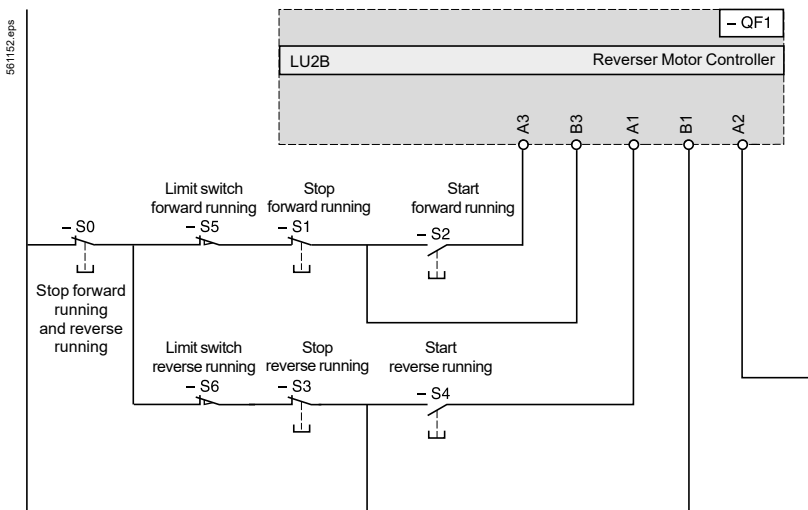 561152.eps
– QF1
LU2B
Reverser Motor Controller
A3
B3
A1
B1
A2
Limit switch
forward running
Stop
forward running
Start
forward running
– S0
– S5
– S1
– S2
Stop forward
running
and reverse
running
Limit switch
reverse running
Stop
reverse running
Start
reverse running
– S6
– S3
– S4